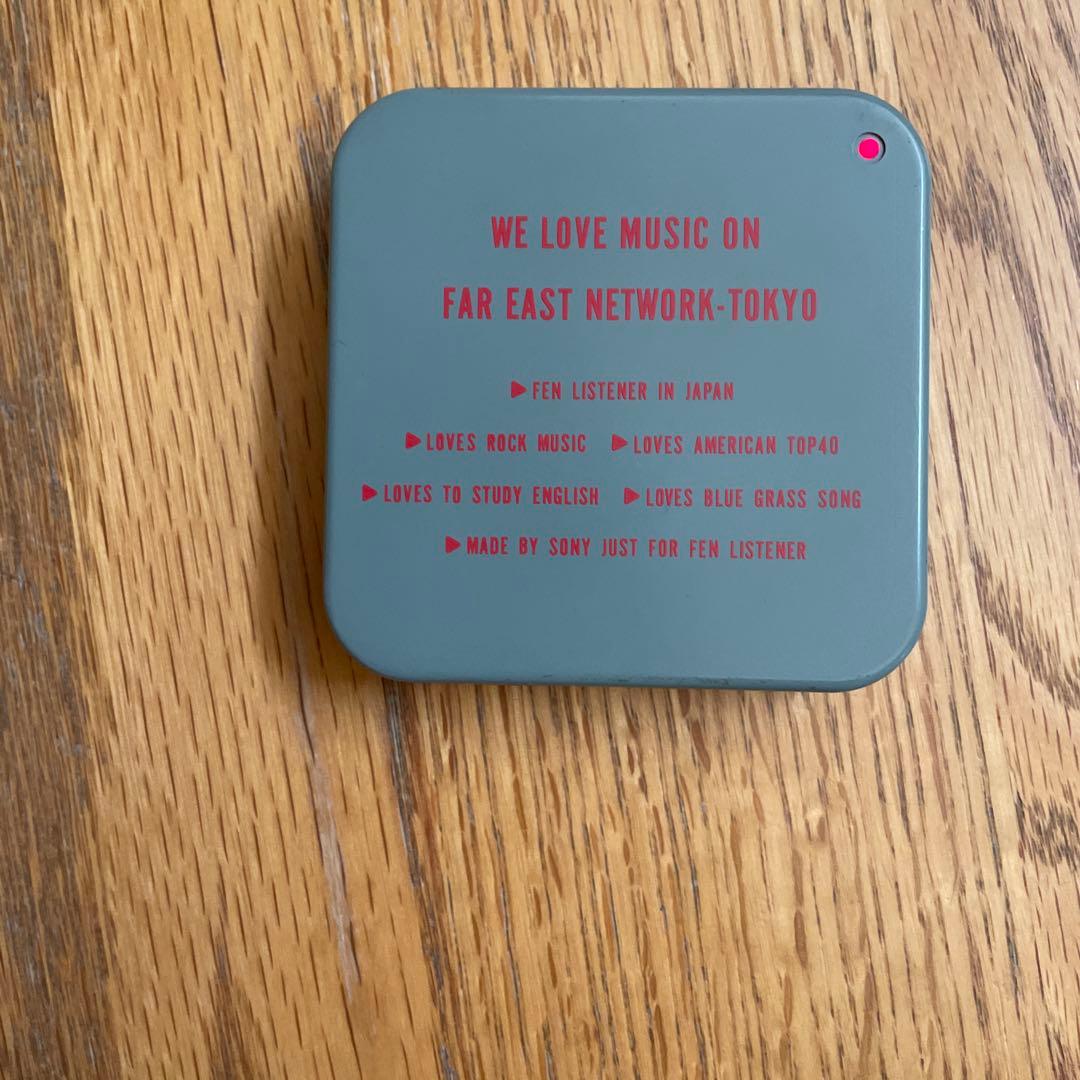 WE LOVE MUSIC ON
FAR EAST NETWORK-TOKYO
▶FEN LISTENER IN JAPAN
▶LOVES ROCK MUSIC ▶LOVES AMERICAN TOP40
▶LOVES TO STUDY ENGLISH ▶LOVES BLUE GRASS SONG
▶MADE BY SONY JUST FOR FEN LISTENER